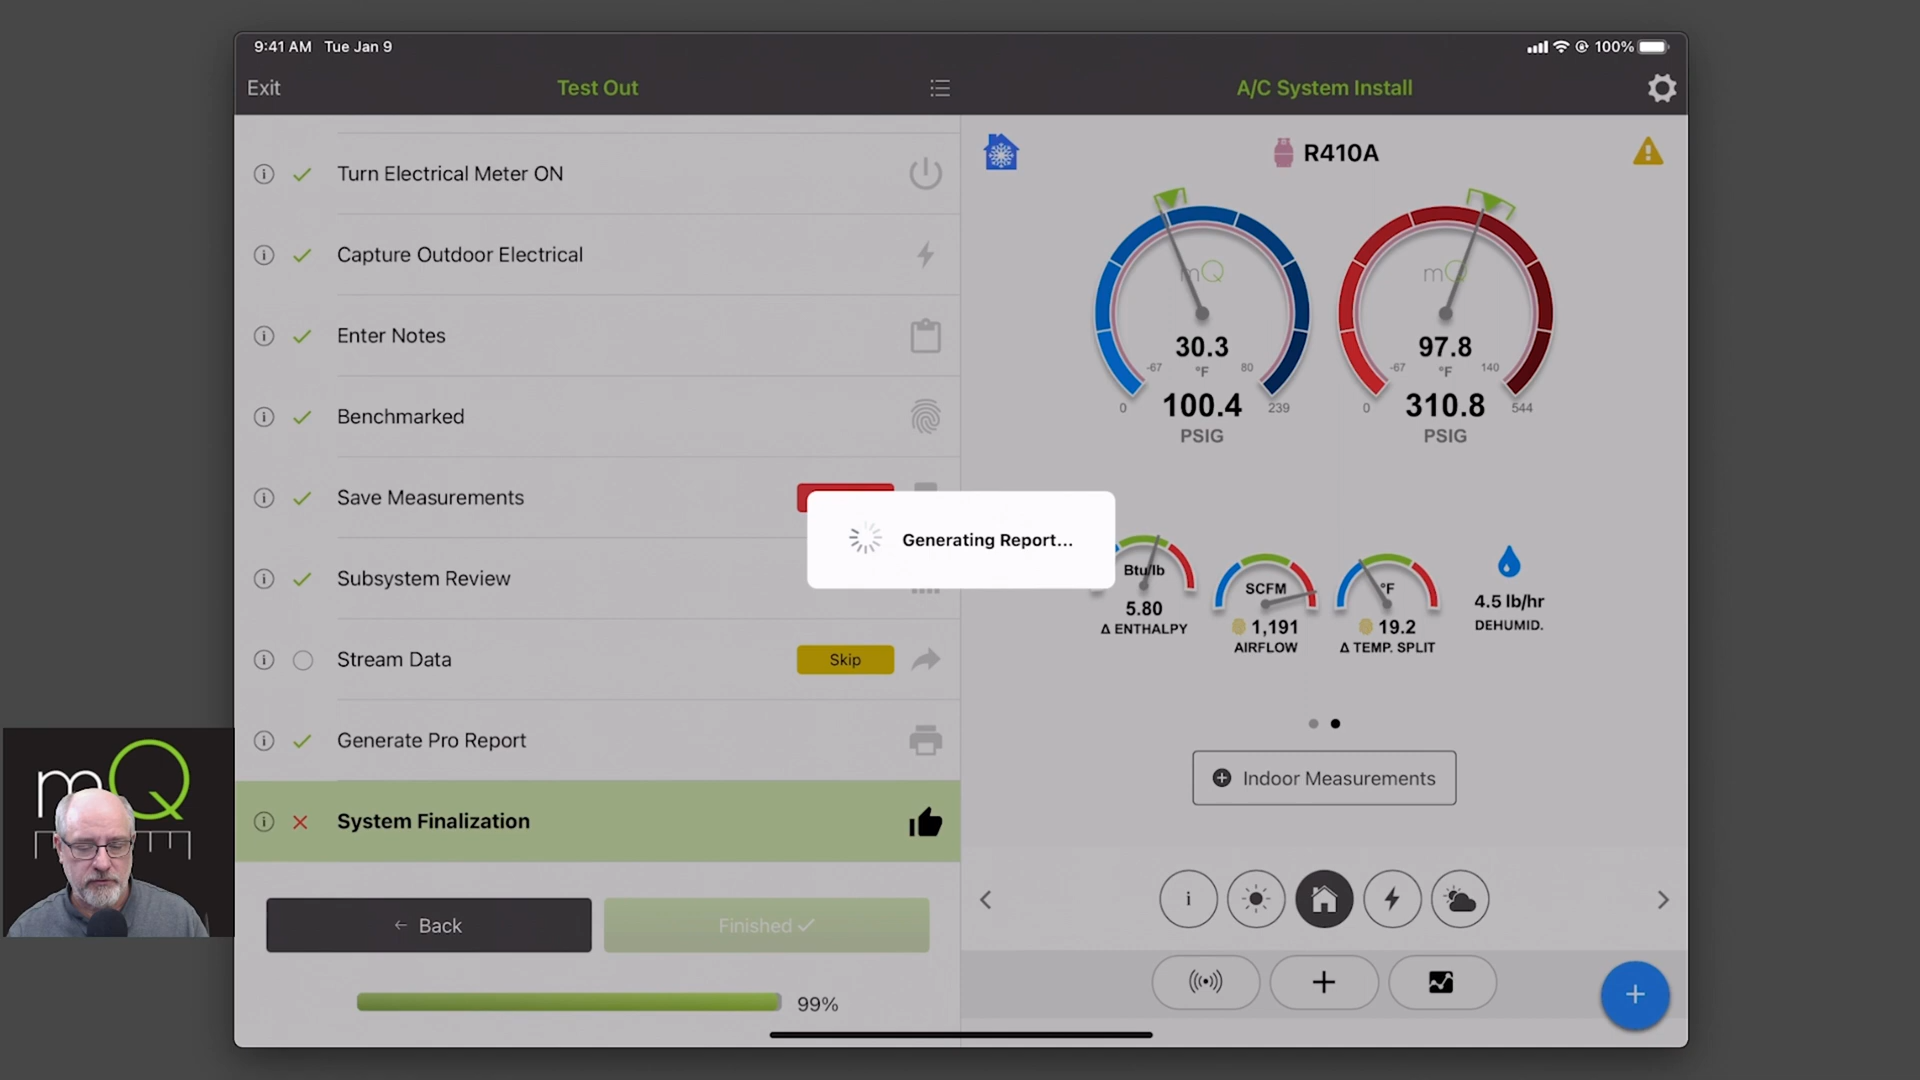 9:41 AM Tue Jan 9
100%
Exit
Test Out
A/C System Install
Turn Electrical Meter ON
Capture Outdoor Electrical
Enter Notes
Benchmarked
Save Measurements
Subsystem Review
Stream Data
Skip
Generate Pro Report
System Finalization
← Back
Finished
99%
Generating Report...
R410A
mQ
30.3
-67
80
°F
0
100.4
239
PSIG
mQ
97.8
-67
140
°F
0
310.8
544
PSIG
Btu/lb
5.80
Δ ENTHALPY
SCFM
1,191
AIRFLOW
°F
19.2
Δ TEMP. SPLIT
4.5 lb/hr
DEHUMID.
Indoor Measurements
mQ